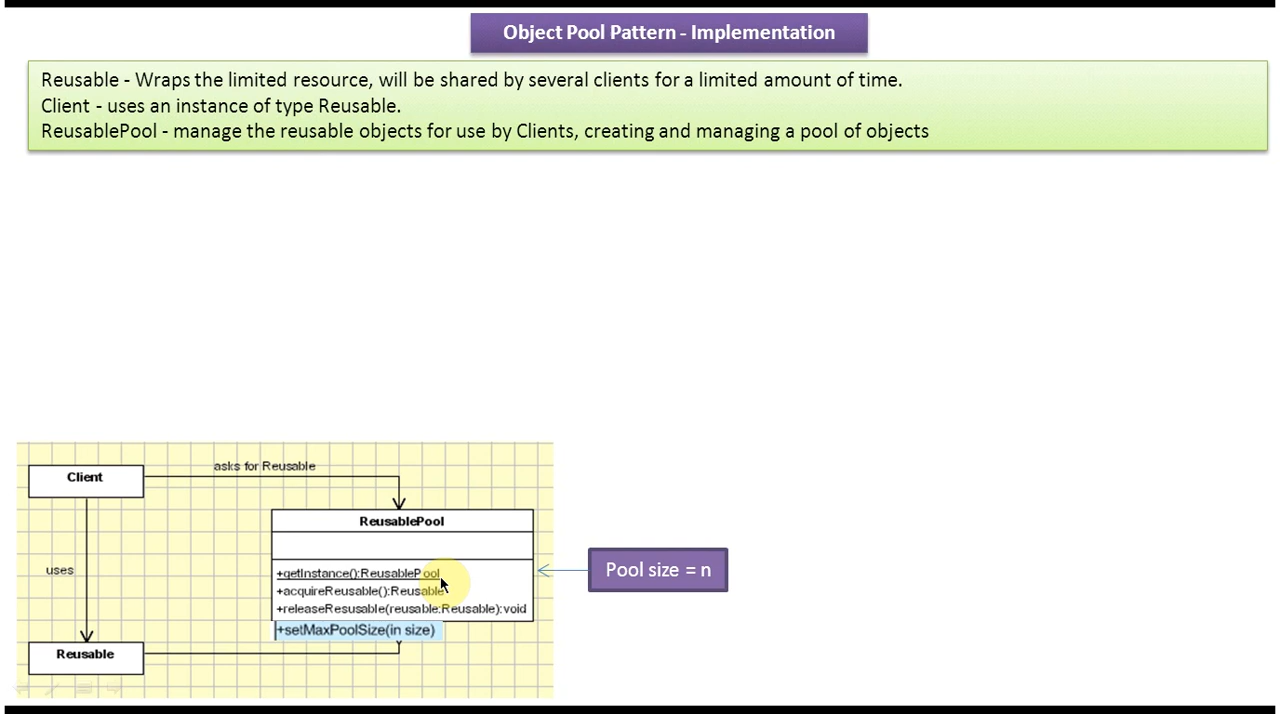 Object Pool Pattern - Implementation
Reusable - Wraps the limited resource, will be shared by several clients for a limited amount of time.
Client - uses an instance of type Reusable.
ReusablePool - manage the reusable objects for use by Clients, creating and managing a pool of objects
asks for Reusable
Client
ReusablePool
uses
+getInstance():ReusablePool
+acquireReusable():Reusable
+releaseResusable(reusable:Reusable):void
+setMaxPoolSize(in size)
Reusable
Pool size = n